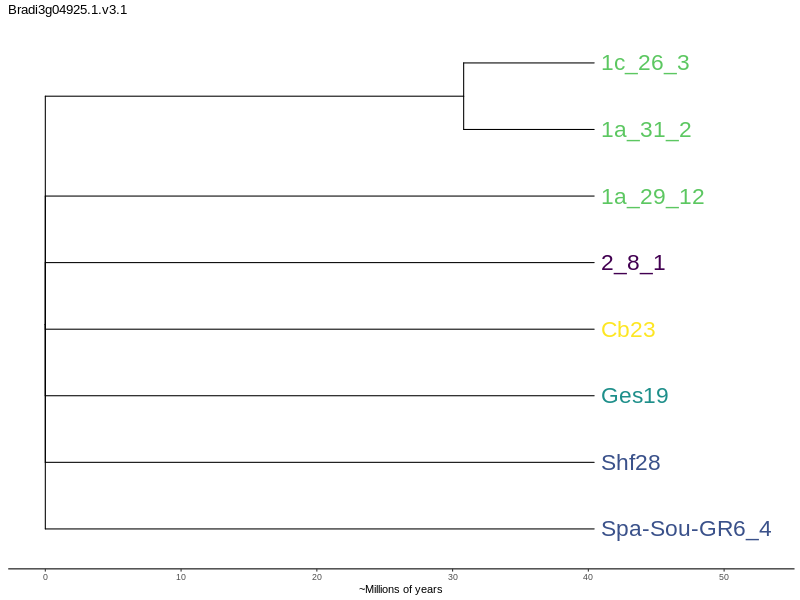 Bradi3g04925.1.v3.1
1c_26_3
1a_31_2
1a_29_12
2_8_1
Cb23
Ges19
Shf28
Spa-Sou-GR6_4
0 10 20 30 40 50
~Millions of years